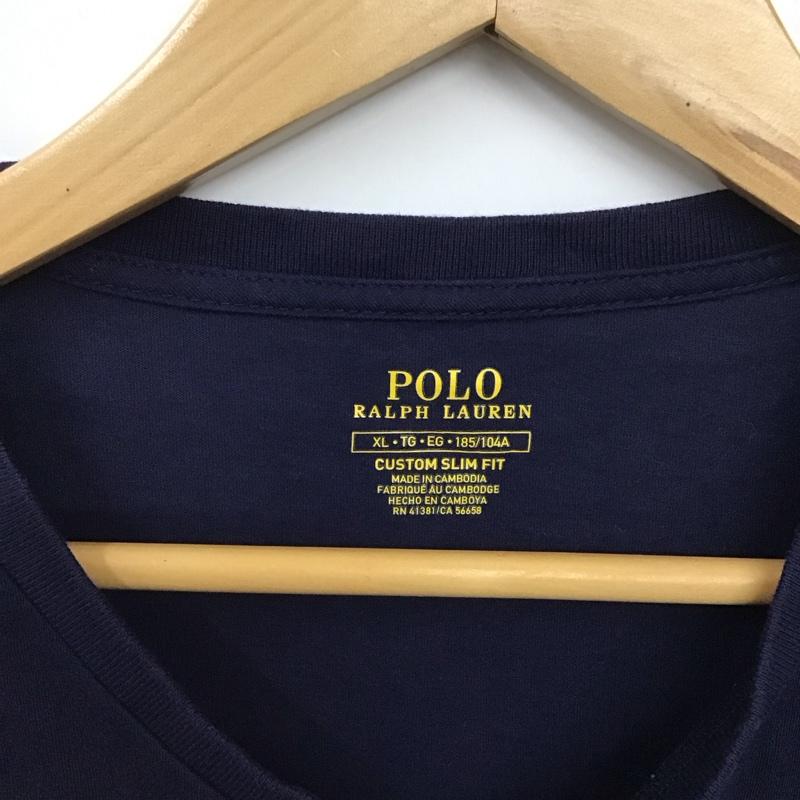 POLO
RALPH LAUREN
XL • TG • EG • 185/104A
CUSTOM SLIM FIT
MADE IN CAMBODIA
FABRIQUÉ AU CAMBODGE
HECHO EN CAMBOYA
RN 41381/CA 56658